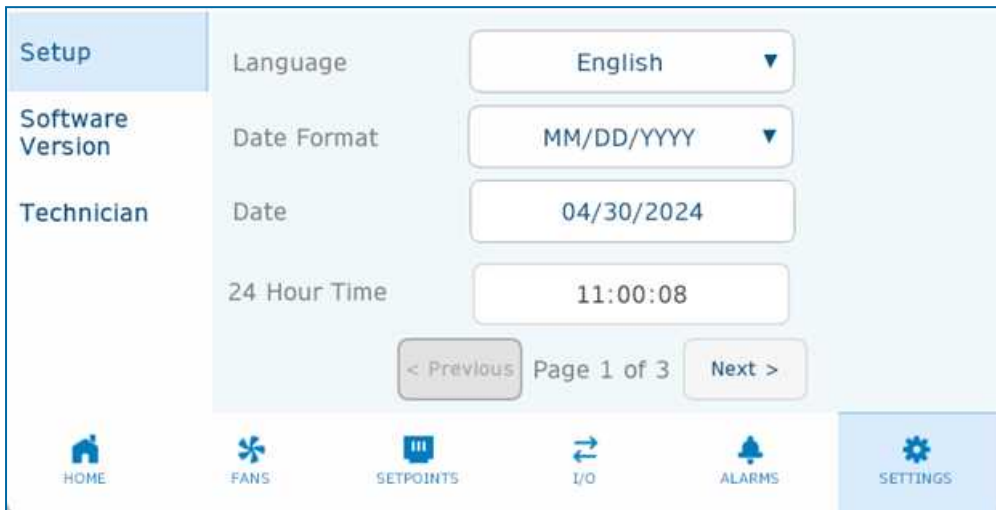 Setup
Software
Version
Technician
Language
English
Date Format
MM/DD/YYYY
Date
04/30/2024
24 Hour Time
11:00:08
< Previous
Page 1 of 3
Next >
HOME
FANS
SETPOINTS
I/O
ALARMS
SETTINGS